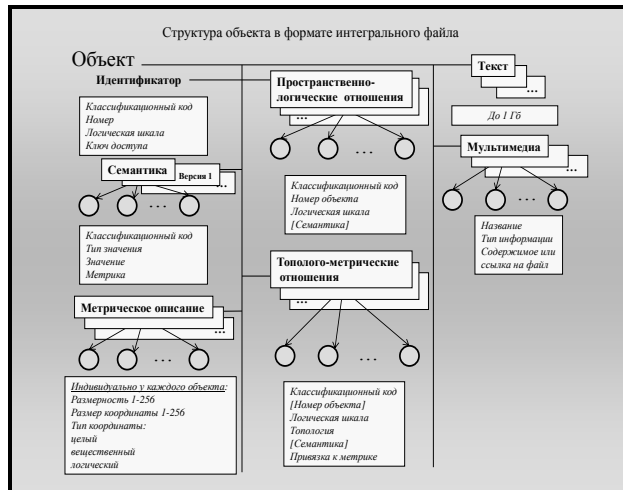 Структура объекта в формате интегрального файла
Объект
Идентификатор
Классификационный код
Номер
Логическая шкала
Ключ доступа
Семантика
Версия 1
...
. . .
Классификационный код
Тип значения
Значение
Метрика
Метрическое описание
...
. . .
Индивидуально у каждого объекта:
Размерность 1-256
Размер координаты 1-256
Тип координаты:
целый
вещественный
логический
Пространственно-
логические отношения
...
. . .
Классификационный код
Номер объекта
Логическая шкала
[Семантика]
Тополого-метрические
отношения
...
. . .
Классификационный код
[Номер объекта]
Логическая шкала
Топология
[Семантика]
Привязка к метрике
Текст
...
До 1 Гб
Мультимедиа
...
. . .
Название
Тип информации
Содержимое или
ссылка на файл